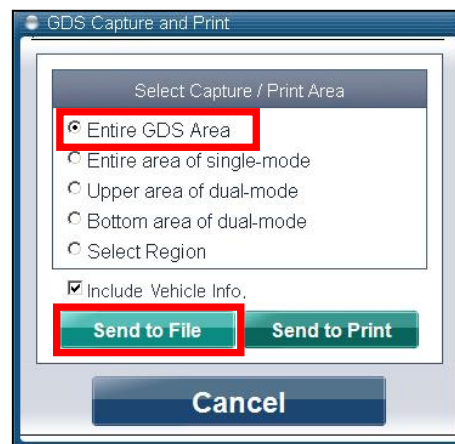 GDS Capture and Print
Select Capture / Print Area
Entire GDS Area
Entire area of single-mode
Upper area of dual-mode
Bottom area of dual-mode
Select Region
Include Vehicle Info.
Send to File Send to Print
Cancel